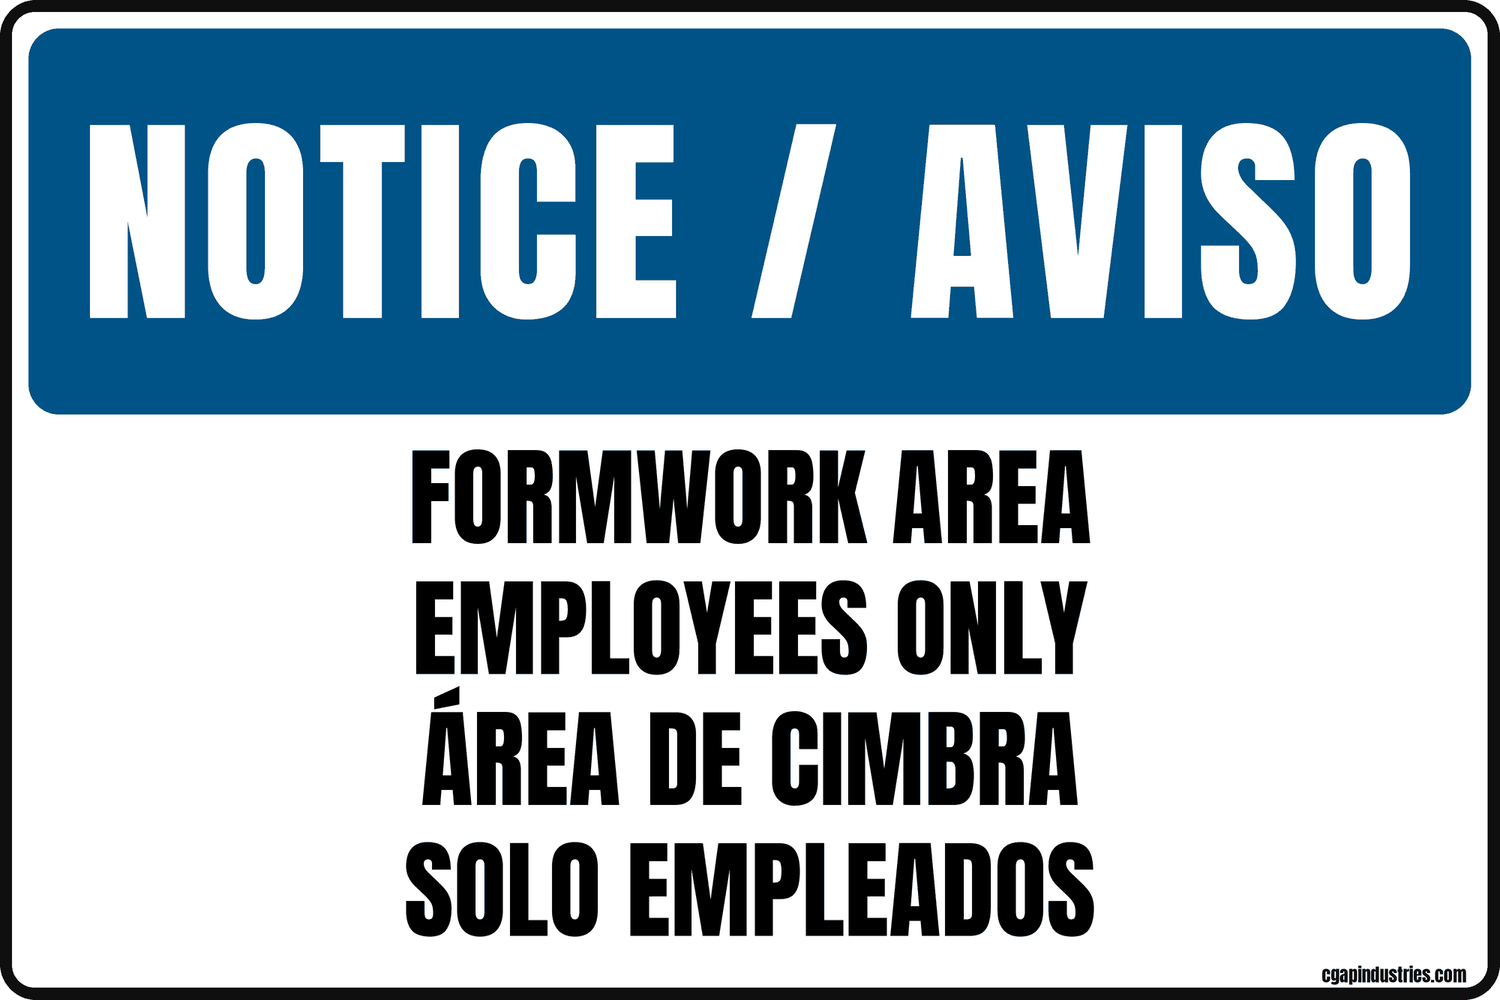 NOTICE / AVISO
FORMWORK AREA
EMPLOYEES ONLY
ÁREA DE CIMBRA
SOLO EMPLEADOS
cgapindustries.com